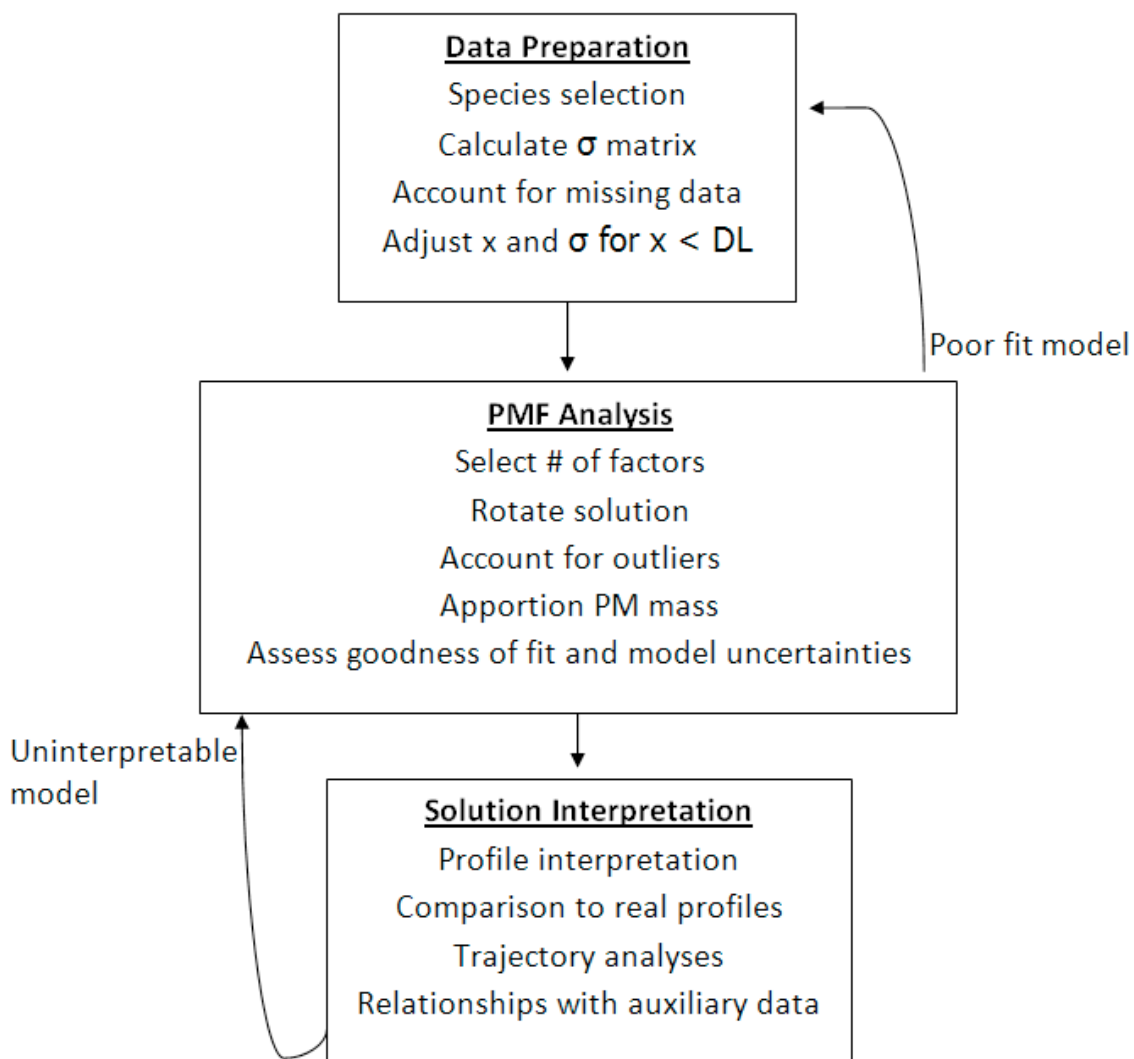 Data Preparation
Species selection
Calculate σ matrix
Account for missing data
Adjust x and σ for x < DL
Poor fit model
PMF Analysis
Select # of factors
Rotate solution
Account for outliers
Apportion PM mass
Assess goodness of fit and model uncertainties
Uninterpretable
model
Solution Interpretation
Profile interpretation
Comparison to real profiles
Trajectory analyses
Relationships with auxiliary data